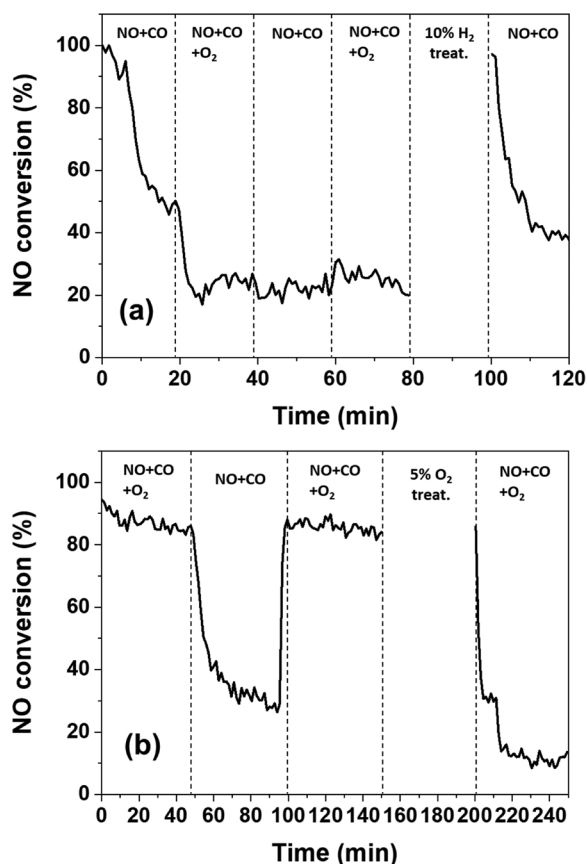 NO+CO NO+CO NO+CO NO+CO 10% H2 NO+CO
+O2 +O2 treat.
100
80
60
40
20
0
NO conversion (%)
(a)
0 20 40 60 80 100 120
Time (min)
NO+CO NO+CO NO+CO 5% O2 NO+CO
+O2 +O2 treat. +O2
100
80
60
40
20
0
NO conversion (%)
(b)
0 20 40 60 80 100 120 140 160 180 200 220 240
Time (min)